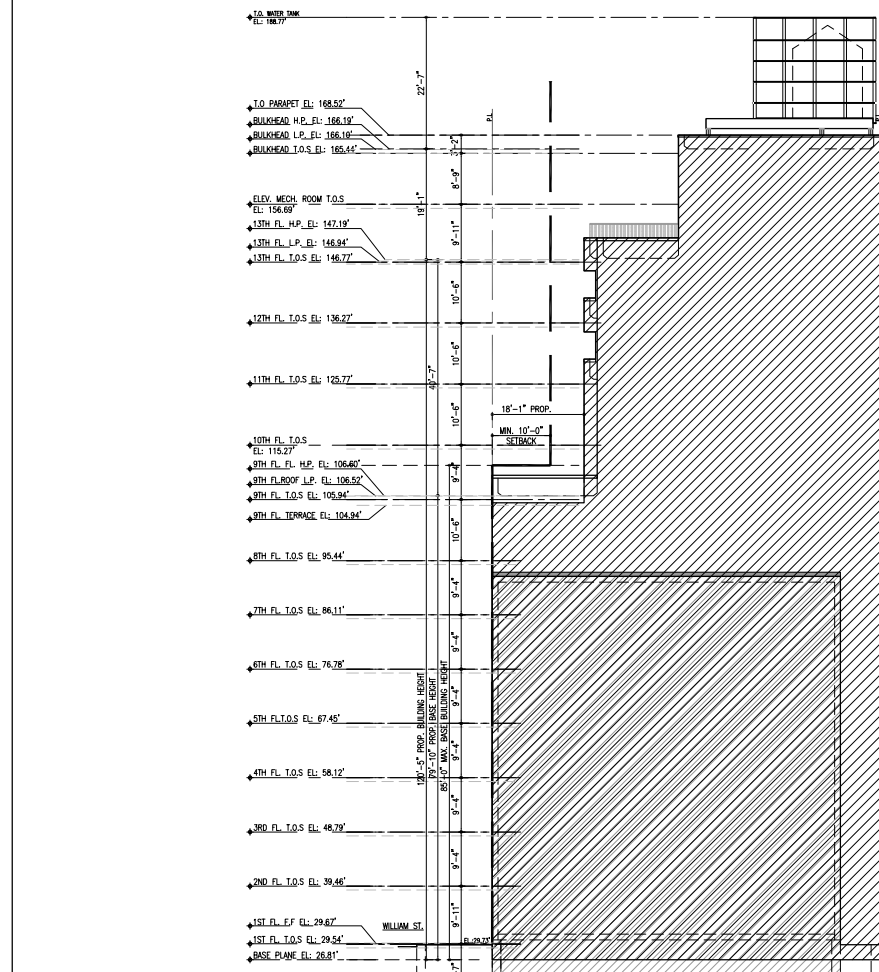 T.O. WATER TANK
EL: 188.77'
22'-7"
T.O PARAPET EL: 168.52'
BULKHEAD H.P. EL: 166.19'
BULKHEAD L.P. EL: 166.19'
BULKHEAD T.O.S EL: 165.44'
P.L.
3'-2"
8'-9"
ELEV. MECH. ROOM T.O.S
EL: 156.69'
19'-1"
13TH FL. H.P. EL: 147.19'
9'-11"
13TH FL. L.P. EL: 146.94'
13TH FL. T.O.S EL: 146.77'
10'-6"
12TH FL. T.O.S EL: 136.27'
10'-6"
11TH FL. T.O.S EL: 125.77'
40'-7"
10'-6"
18'-1" PROP.
MIN. 10'-0"
SETBACK
10TH FL. T.O.S
EL: 115.27'
9TH FL. FL. H.P. EL: 106.60'
9'-4"
9TH FL.ROOF L.P. EL: 106.52'
9TH FL. T.O.S EL: 105.94'
9TH FL. TERRACE EL: 104.94'
10'-6"
8TH FL. T.O.S EL: 95.44'
9'-4"
7TH FL. T.O.S EL: 86.11'
9'-4"
6TH FL. T.O.S EL: 76.78'
9'-4"
120'-5" PROP. BUILDING HEIGHT
79'-10" PROP. BASE HEIGHT
85'-0" MAX. BASE BUILDING HEIGHT
5TH FL.T.O.S EL: 67.45'
9'-4"
4TH FL. T.O.S EL: 58.12'
9'-4"
3RD FL. T.O.S EL: 48.79'
9'-4"
2ND FL. T.O.S EL: 39.46'
9'-11"
1ST FL. F.F EL: 29.67'
WILLIAM ST.
1ST FL. T.O.S EL: 29.54'
EL:29.73'
BASE PLANE EL: 26.81'